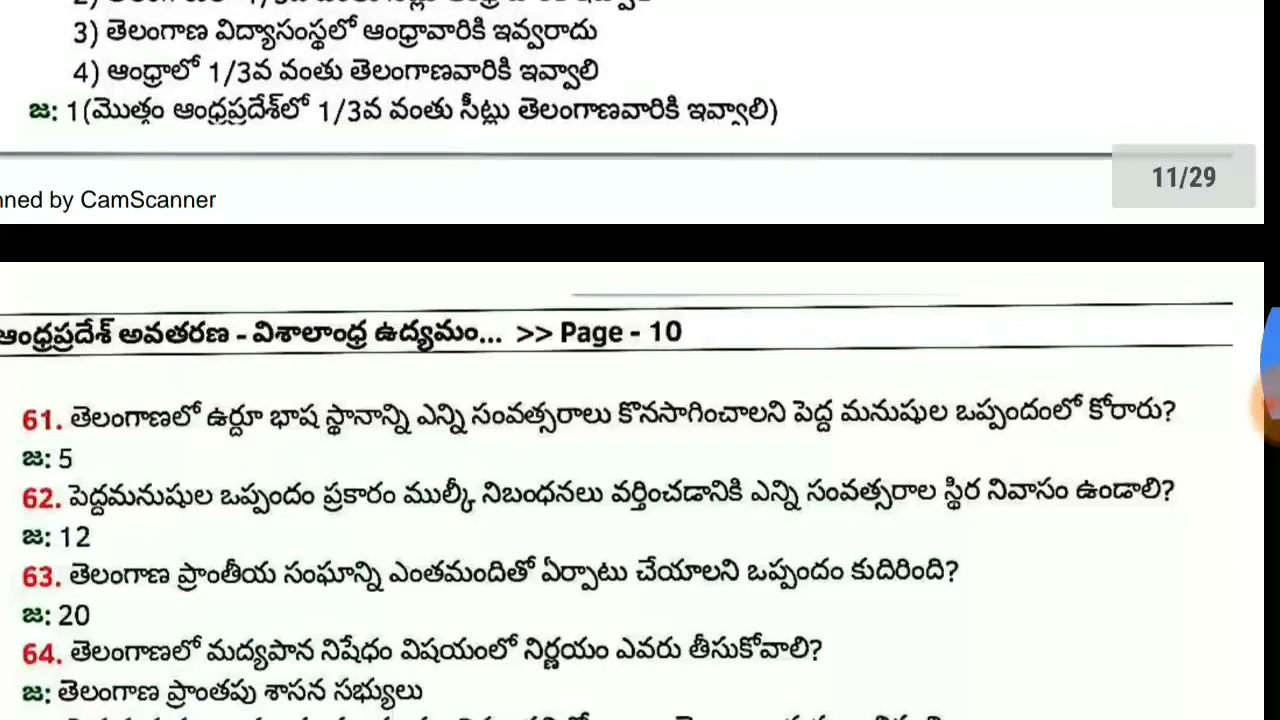 3) తెలంగాణ విద్యాసంస్థలో ఆంధ్రావారికి ఇవ్వరాదు
4) ఆంధ్రాలో 1/3వ వంతు తెలంగాణవారికి ఇవ్వాలి
జ: 1(మొత్తం ఆంధ్రప్రదేశ్‌లో 1/3వ వంతు సీట్లు తెలంగాణవారికి ఇవ్వాలి)
11/29
nned by CamScanner
ఆంధ్రప్రదేశ్ అవతరణ - విశాలాంధ్ర ఉద్యమం... >> Page - 10
61. తెలంగాణలో ఉర్దూ భాష స్థానాన్ని ఎన్ని సంవత్సరాలు కొనసాగించాలని పెద్ద మనుషుల ఒప్పందంలో కోరారు?
జ: 5
62. పెద్దమనుషుల ఒప్పందం ప్రకారం ముల్కీ నిబంధనలు వర్తించడానికి ఎన్ని సంవత్సరాల స్థిర నివాసం ఉండాలి?
జ: 12
63. తెలంగాణ ప్రాంతీయ సంఘాన్ని ఎంతమందితో ఏర్పాటు చేయాలని ఒప్పందం కుదిరింది?
జ: 20
64. తెలంగాణలో మద్యపాన నిషేధం విషయంలో నిర్ణయం ఎవరు తీసుకోవాలి?
జ: తెలంగాణ ప్రాంతపు శాసన సభ్యులు